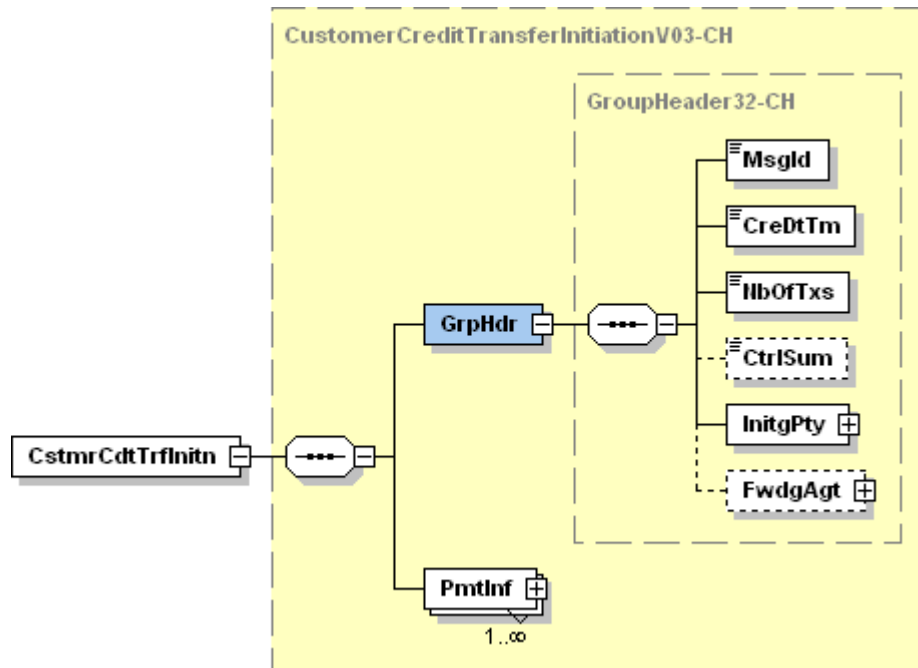 CustomerCreditTransferInitiationV03-CH
GroupHeader32-CH
MsgId
CreDtTm
NbOfTxs
GrpHdr
CtrlSum
InitgPty
CstmrCdtTrfInitn
FwdgAgt
PmtInf
1..∞